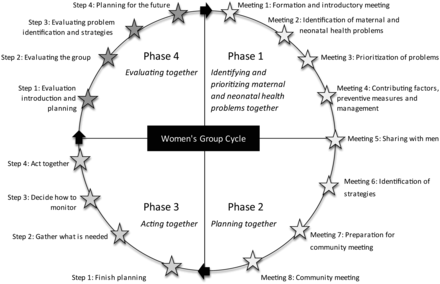 Step 4: Planning for the future
Meeting 1: Formation and introductory meeting
Step 3: Evaluating problem
identification and strategies
Meeting 2: Identification of maternal and
neonatal health problems
Phase 4
Evaluating together
Phase 1
Identifying and
prioritizing maternal
and neonatal health
problems together
Step 2: Evaluating the group
Meeting 3: Prioritization of problems
Step 1: Evaluation
introduction and
planning
Meeting 4: Contributing factors,
preventive measures and
management
Women's Group Cycle
Meeting 5: Sharing with men
Step 4: Act together
Meeting 6: Identification of
strategies
Step 3: Decide how to
monitor
Phase 3
Acting together
Phase 2
Planning together
Step 2: Gather what is needed
Meeting 7: Preparation for
community meeting
Step 1: Finish planning
Meeting 8: Community meeting